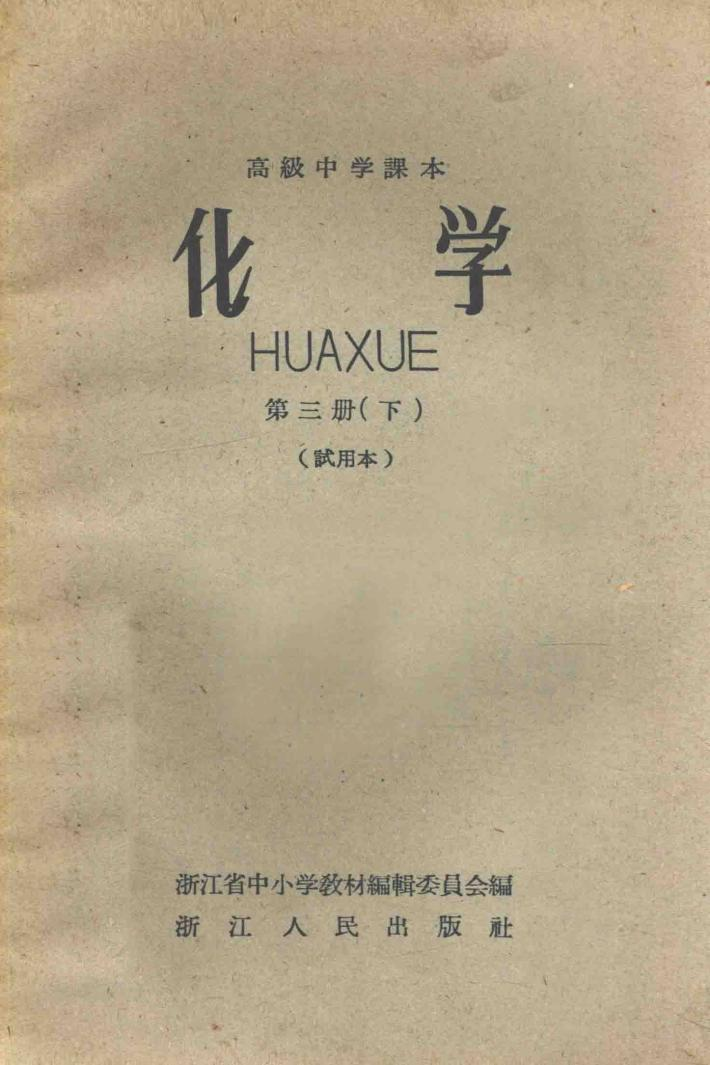 高級中学課本
化学
HUAXUE
第三册(下)
(試用本)
浙江省中小学敎材編輯委員会編
浙江人民出版社